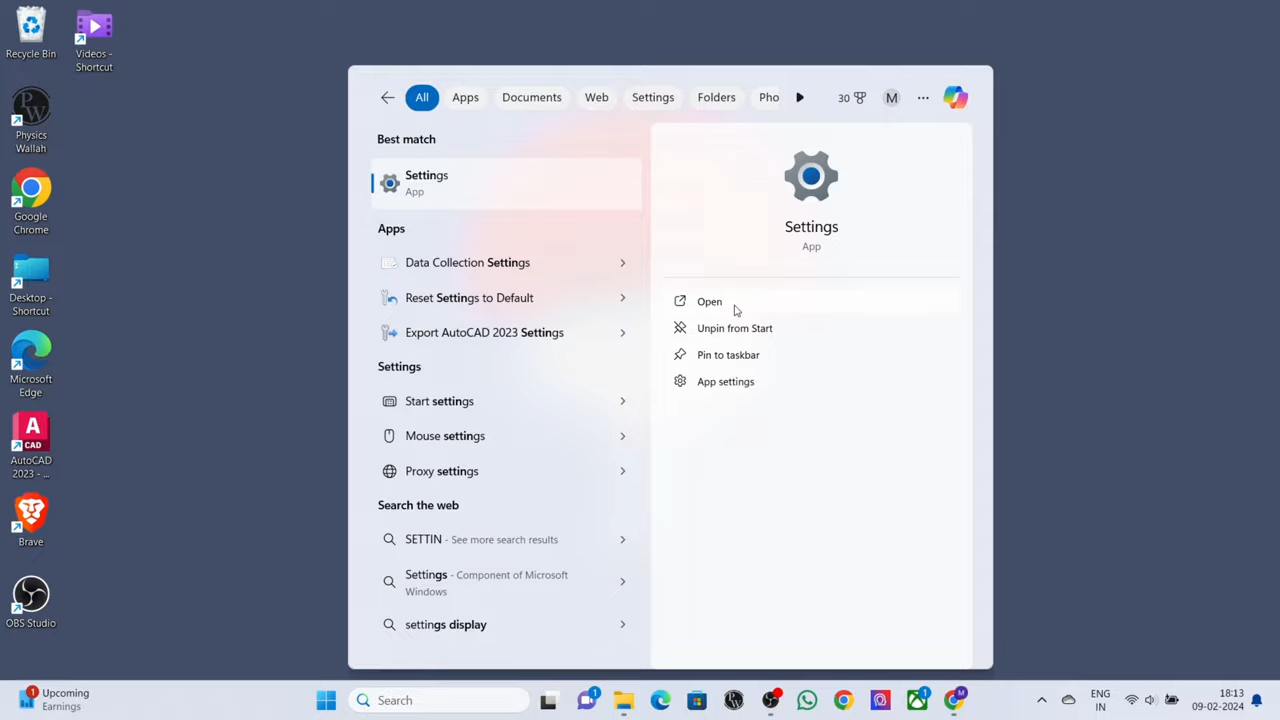 Recycle Bin
Videos -
Shortcut
Physics
Wallah
Google
Chrome
Desktop -
Shortcut
Microsoft
Edge
AutoCAD
2023 - ...
Brave
OBS Studio
All Apps Documents Web Settings Folders Pho 30 M ...
Best match
Settings
App
Apps
Data Collection Settings
Reset Settings to Default
Export AutoCAD 2023 Settings
Settings
Start settings
Mouse settings
Proxy settings
Search the web
SETTIN - See more search results
Settings - Component of Microsoft
Windows
settings display
Settings
App
Open
Unpin from Start
Pin to taskbar
App settings
1 Upcoming
Earnings
Search
1
1
M
ENG
IN
18:13
09-02-2024